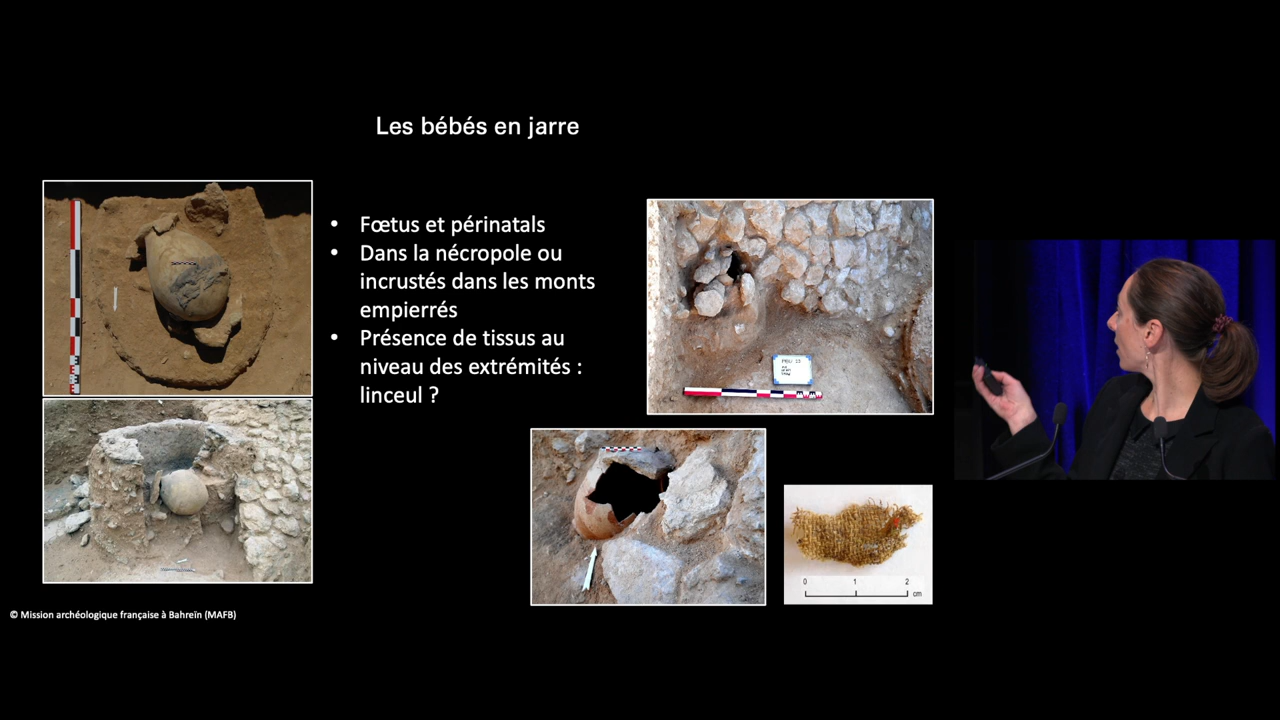 Les bébés en jarre
• Fœtus et périnatals
• Dans la nécropole ou
incrustés dans les monts
empierrés
• Présence de tissus au
niveau des extrémités :
linceul ?
0 1 2
cm
© Mission archéologique française à Bahreïn (MAFB)